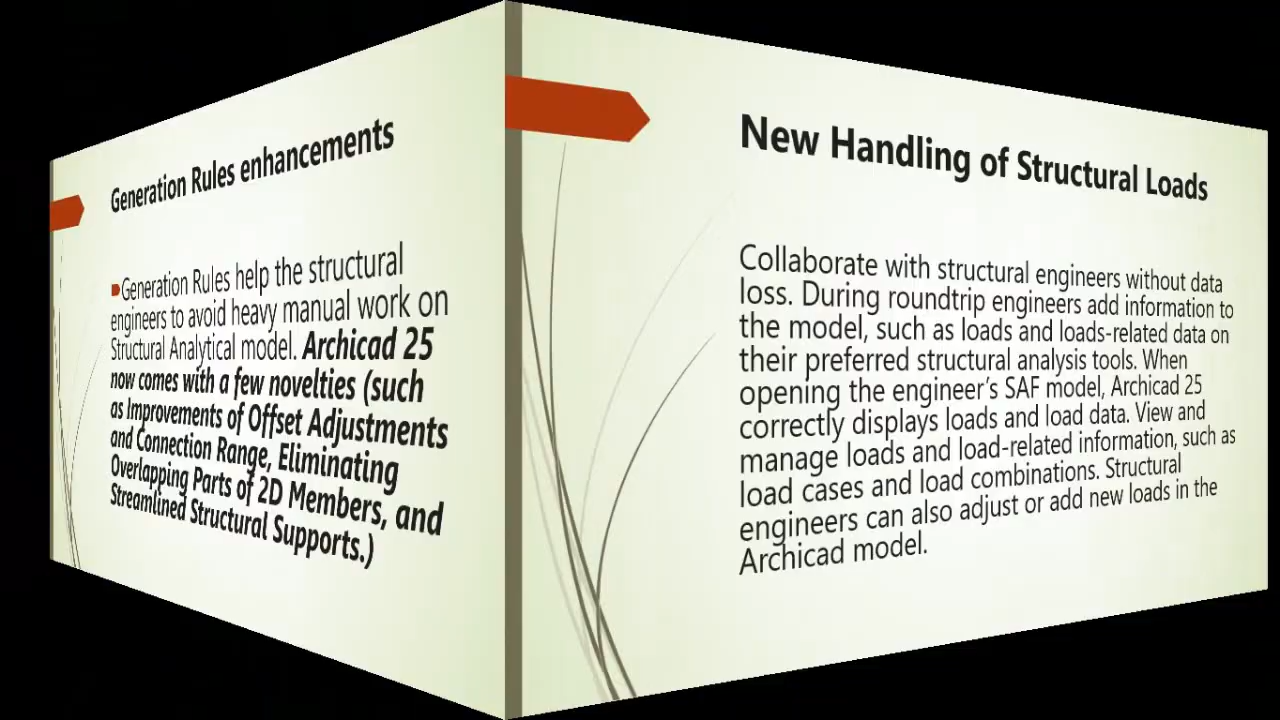 Generation Rules enhancements
Generation Rules help the structural
engineers to avoid heavy manual work on
Structural Analytical model. Archicad 25
now comes with a few novelties (such
as Improvements of Offset Adjustments
and Connection Range, Eliminating
Overlapping Parts of 2D Members, and
Streamlined Structural Supports.)
New Handling of Structural Loads
Collaborate with structural engineers without data
loss. During roundtrip engineers add information to
the model, such as loads and loads-related data on
their preferred structural analysis tools. When
opening the engineer’s SAF model, Archicad 25
correctly displays loads and load data. View and
manage loads and load-related information, such as
load cases and load combinations. Structural
engineers can also adjust or add new loads in the
Archicad model.